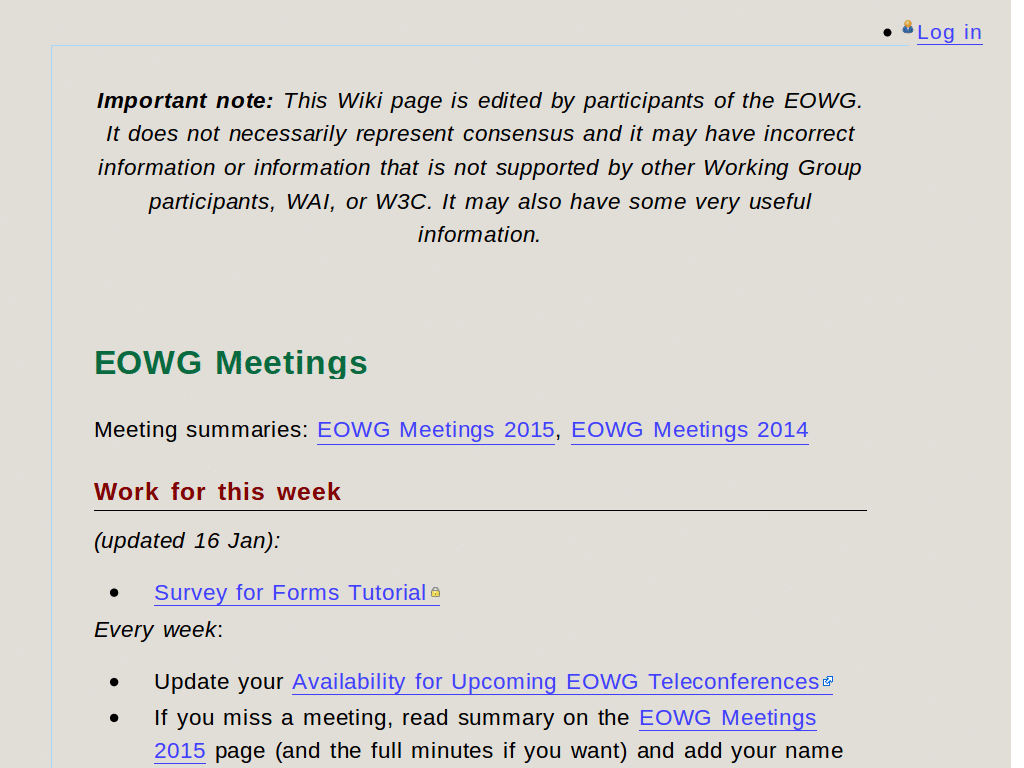 Log in
Important note: This Wiki page is edited by participants of the EOWG.
It does not necessarily represent consensus and it may have incorrect
information or information that is not supported by other Working Group
participants, WAI, or W3C. It may also have some very useful
information.
EOWG Meetings
Meeting summaries: EOWG Meetings 2015, EOWG Meetings 2014
Work for this week
(updated 16 Jan):
Survey for Forms Tutorial
Every week:
Update your Availability for Upcoming EOWG Teleconferences
If you miss a meeting, read summary on the EOWG Meetings
2015 page (and the full minutes if you want) and add your name